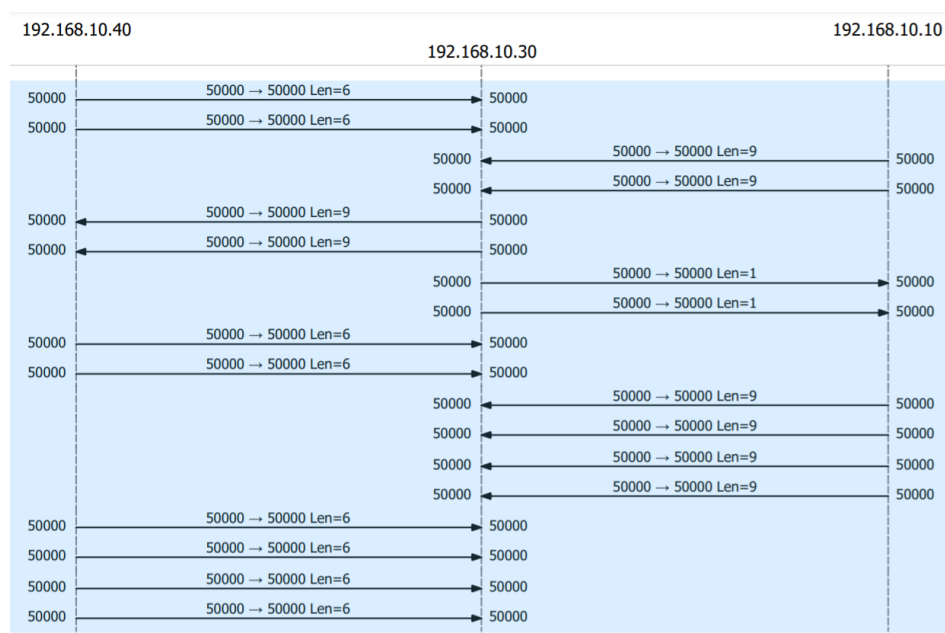 192.168.10.40
192.168.10.10
192.168.10.30
50000 50000 → 50000 Len=6 50000
50000 50000 → 50000 Len=6 50000
50000 50000 → 50000 Len=9 50000
50000 50000 → 50000 Len=9 50000
50000 50000 → 50000 Len=9 50000
50000 50000 → 50000 Len=9 50000
50000 50000 → 50000 Len=1 50000
50000 50000 → 50000 Len=1 50000
50000 50000 → 50000 Len=6 50000
50000 50000 → 50000 Len=6 50000
50000 50000 → 50000 Len=9 50000
50000 50000 → 50000 Len=9 50000
50000 50000 → 50000 Len=9 50000
50000 50000 → 50000 Len=9 50000
50000 50000 → 50000 Len=6 50000
50000 50000 → 50000 Len=6 50000
50000 50000 → 50000 Len=6 50000
50000 50000 → 50000 Len=6 50000